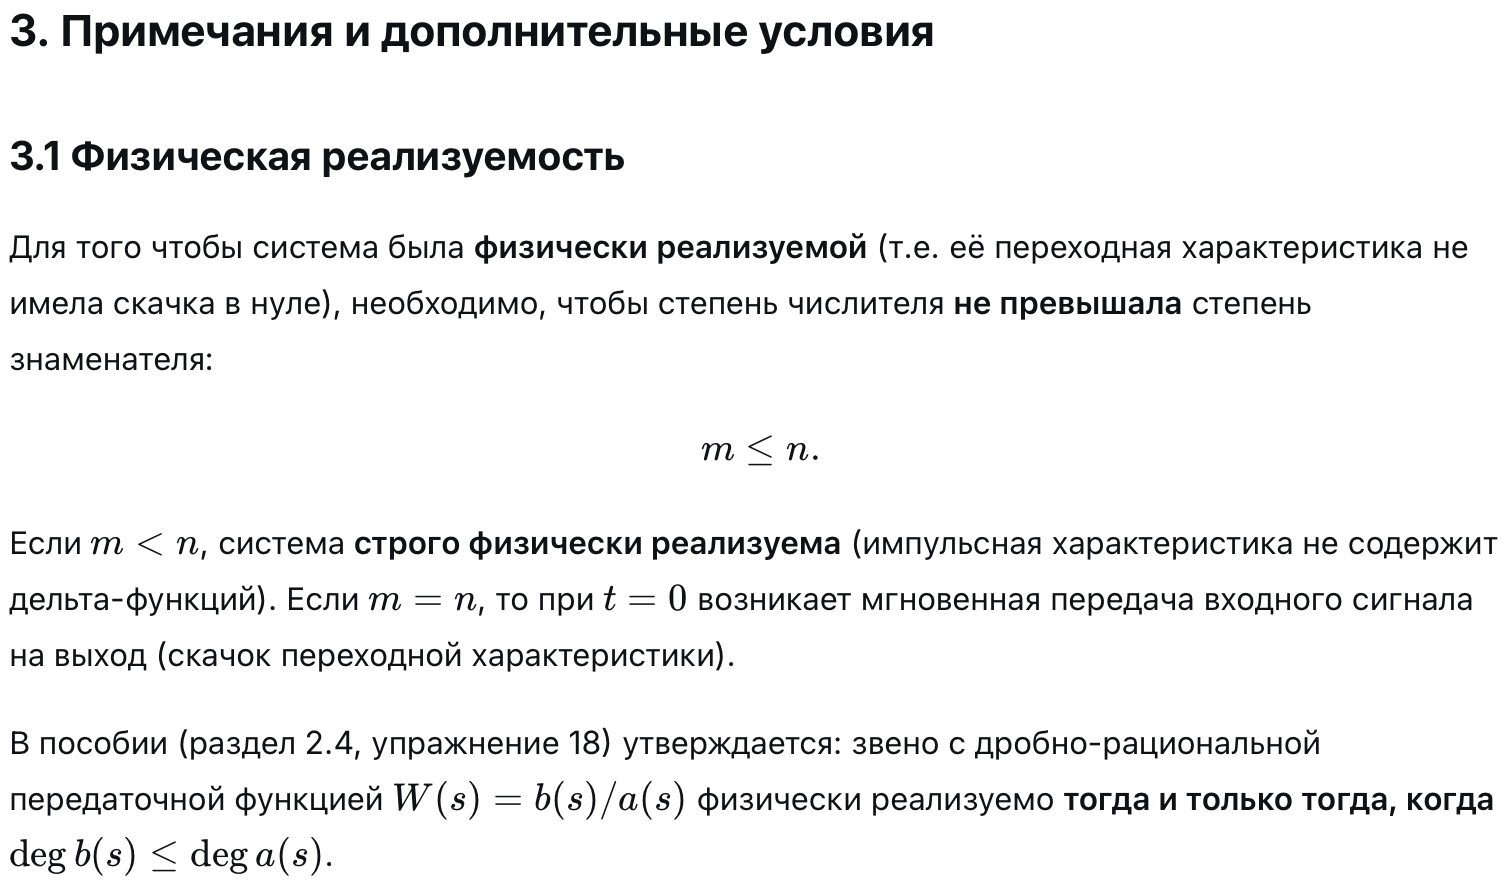 3. Примечания и дополнительные условия
3.1 Физическая реализуемость
Для того чтобы система была физически реализуемой (т.е. её переходная характеристика не
имела скачка в нуле), необходимо, чтобы степень числителя не превышала степень
знаменателя:
m ≤ n.
Если m < n, система строго физически реализуема (импульсная характеристика не содержит
дельта-функций). Если m = n, то при t = 0 возникает мгновенная передача входного сигнала
на выход (скачок переходной характеристики).
В пособии (раздел 2.4, упражнение 18) утверждается: звено с дробно-рациональной
передаточной функцией W(s) = b(s)/a(s) физически реализуемо тогда и только тогда, когда
deg b(s) ≤ deg a(s).